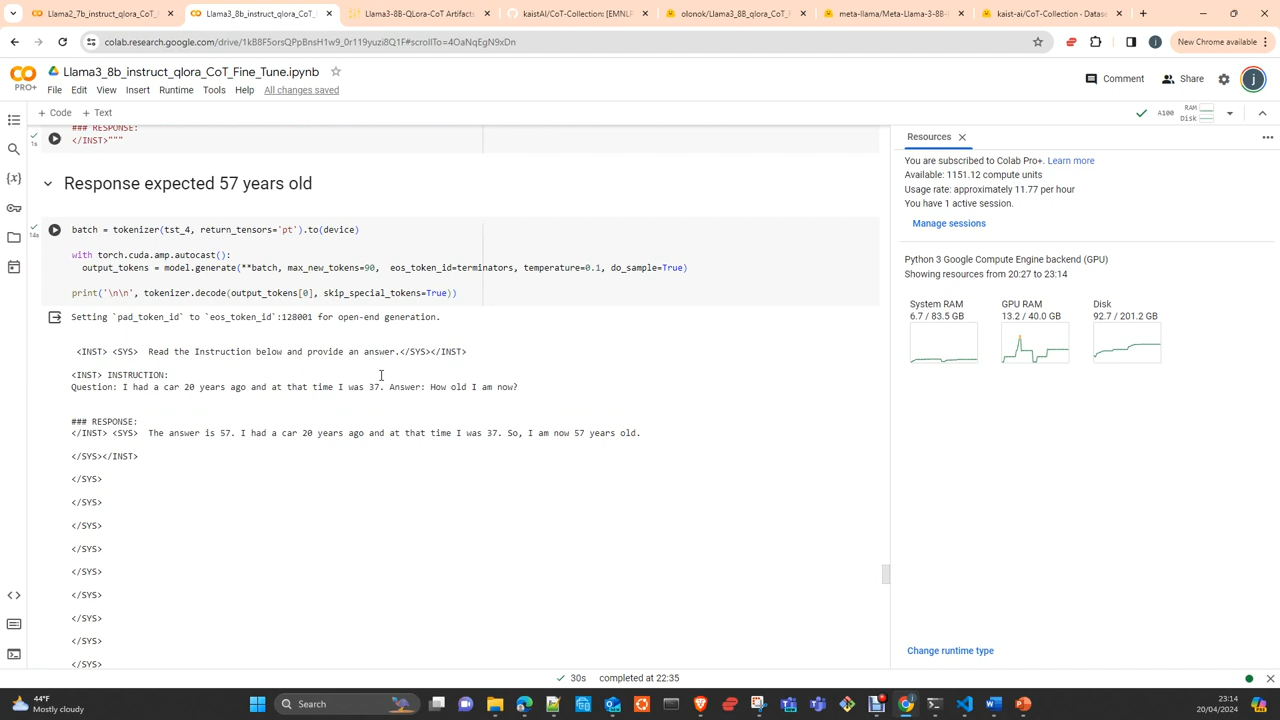 Llama2_7b_instruct_qlora_CoT_
Llama3_8b_instruct_qlora_CoT_
Llama3-8B-QLora-CoT Artifacts
kaistAI/CoT-Collection: [EMNL
olonok/Llama3_8B_qlora_CoT_F
meta-llama/Meta-Llama-3-8B-I
kaist-ai/CoT-Collection · Datase
colab.research.google.com/drive/1kB8F5orsQPpBnsH1w9_0r119yuzi8Q1F#scrollTo=4OaNqEgN9xDn
New Chrome available
j
CO
PRO+
Llama3_8b_instruct_qlora_CoT_Fine_Tune.ipynb
File Edit View Insert Runtime Tools Help All changes saved
Comment Share j
+ Code + Text
A100 RAM
Disk
### RESPONSE:
</INST>"""
1s
Response expected 57 years old
14s
batch = tokenizer(tst_4, return_tensors='pt').to(device)
with torch.cuda.amp.autocast():
output_tokens = model.generate(**batch, max_new_tokens=90, eos_token_id=terminators, temperature=0.1, do_sample=True)
print('\n\n', tokenizer.decode(output_tokens[0], skip_special_tokens=True))
Setting `pad_token_id` to `eos_token_id`:128001 for open-end generation.
<INST> <SYS> Read the Instruction below and provide an answer.</SYS></INST>
<INST> INSTRUCTION:
Question: I had a car 20 years ago and at that time I was 37. Answer: How old I am now?
### RESPONSE:
</INST> <SYS> The answer is 57. I had a car 20 years ago and at that time I was 37. So, I am now 57 years old.
</SYS></INST>
</SYS>
</SYS>
</SYS>
</SYS>
</SYS>
</SYS>
</SYS>
</SYS>
</SYS>
Resources
You are subscribed to Colab Pro+. Learn more
Available: 1151.12 compute units
Usage rate: approximately 11.77 per hour
You have 1 active session.
Manage sessions
Python 3 Google Compute Engine backend (GPU)
Showing resources from 20:27 to 23:14
System RAM
6.7 / 83.5 GB
GPU RAM
13.2 / 40.0 GB
Disk
92.7 / 201.2 GB
Change runtime type
30s completed at 22:35
44°F
Mostly cloudy
Search
23:14
20/04/2024